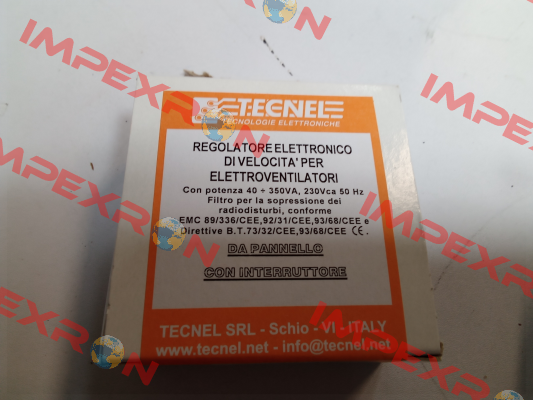 TECNEL
TECNOLOGIE ELETTRONICHE
REGOLATORE ELETTRONICO
DI VELOCITA' PER
ELETTROVENTILATORI
Con potenza 40 ÷ 350VA, 230Vca 50 Hz
Filtro per la sopressione dei
radiodisturbi, conforme
EMC 89/336/CEE,92/31/CEE,93/68/CEE e
Direttive B.T.73/32/CEE,93/68/CEE CE.
DA PANNELLO
CON INTERRUTTORE
TECNEL SRL - Schio - VI - ITALY
www.tecnel.net - info@tecnel.net
IMPEXRON
IMPEXRON
IMPEXRON
IMPEXRON
IMPEXRON